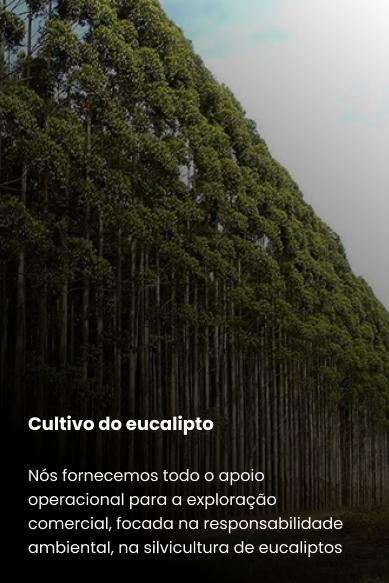 Cultivo do eucalipto
Nós fornecemos todo o apoio
operacional para a exploração
comercial, focada na responsabilidade
ambiental, na silvicultura de eucaliptos